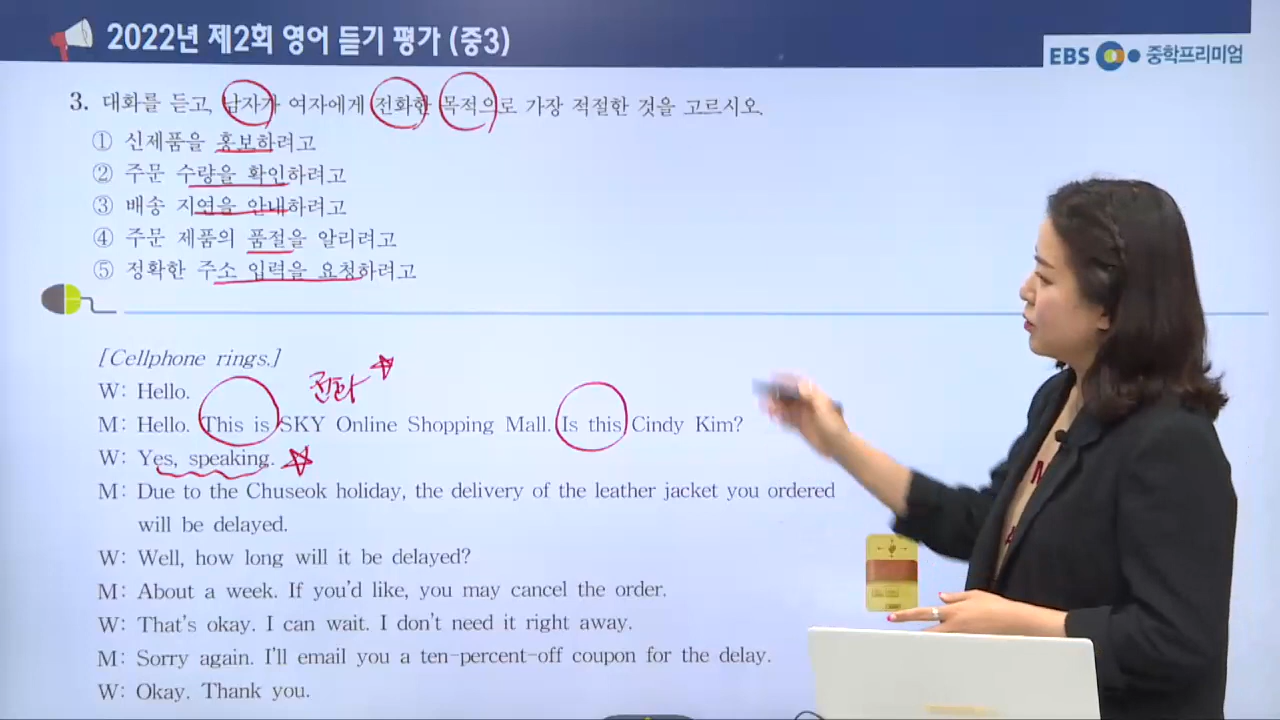 2022년 제2회 영어 듣기 평가 (중3)
EBS 중학프리미엄
3. 대화를 듣고, 남자가 여자에게 전화한 목적으로 가장 적절한 것을 고르시오.
① 신제품을 홍보하려고
② 주문 수량을 확인하려고
③ 배송 지연을 안내하려고
④ 주문 제품의 품절을 알리려고
⑤ 정확한 주소 입력을 요청하려고
[Cellphone rings.]
전화
W: Hello.
M: Hello. This is SKY Online Shopping Mall. Is this Cindy Kim?
W: Yes, speaking.
M: Due to the Chuseok holiday, the delivery of the leather jacket you ordered
will be delayed.
W: Well, how long will it be delayed?
M: About a week. If you'd like, you may cancel the order.
W: That's okay. I can wait. I don't need it right away.
M: Sorry again. I'll email you a ten-percent-off coupon for the delay.
W: Okay. Thank you.